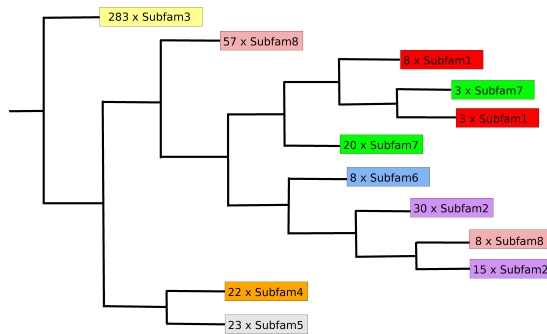 283 x Subfam3
57 x Subfam8
8 x Subfam1
3 x Subfam7
3 x Subfam1
20 x Subfam7
8 x Subfam6
30 x Subfam2
8 x Subfam8
15 x Subfam2
22 x Subfam4
23 x Subfam5